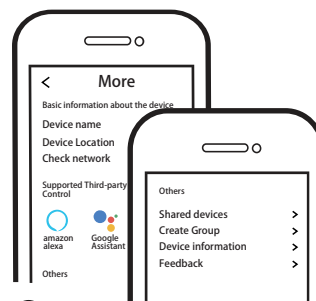 More
Basic information about the device
Device name
Device Location
Check network
Supported Third-party
Control
amazon
alexa
Google
Assistant
Others
Others
Shared devices
Create Group
Device information
Feedback